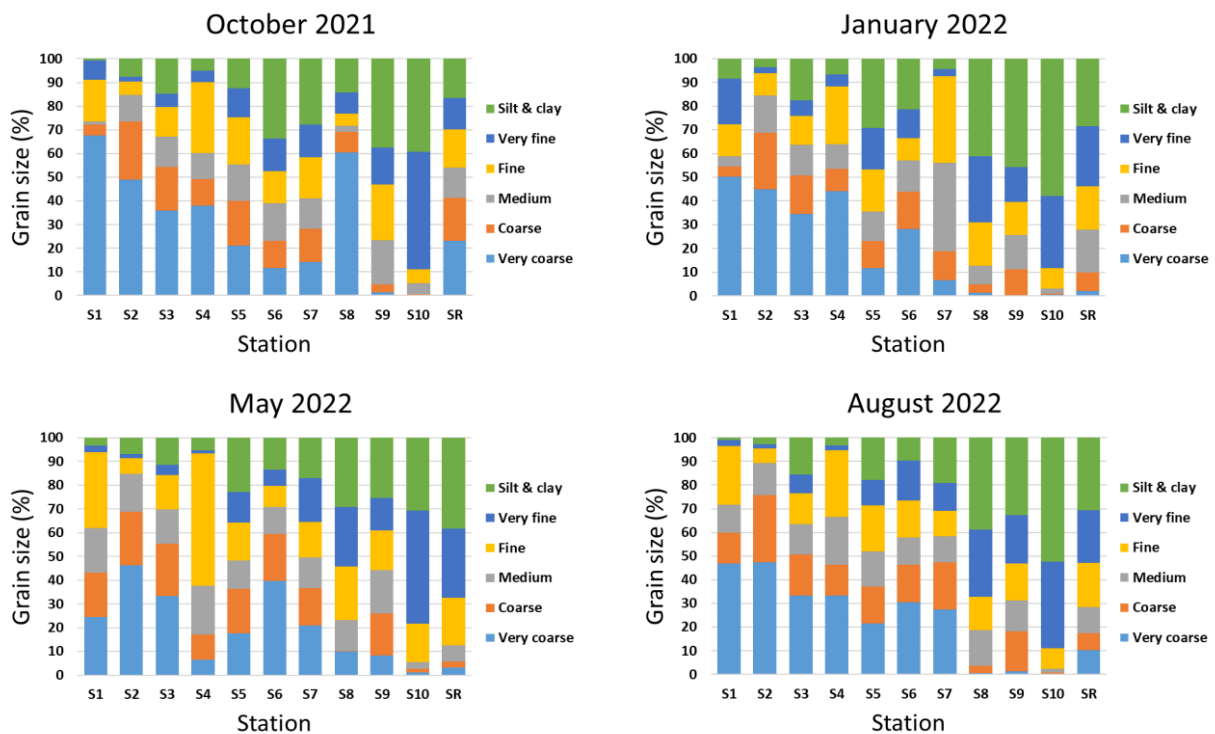 October 2021
Grain size (%)
100
90
80
70
60
50
40
30
20
10
0
S1 S2 S3 S4 S5 S6 S7 S8 S9 S10 SR
Station
Silt & clay
Very fine
Fine
Medium
Coarse
Very coarse
January 2022
Grain size (%)
100
90
80
70
60
50
40
30
20
10
0
S1 S2 S3 S4 S5 S6 S7 S8 S9 S10 SR
Station
Silt & clay
Very fine
Fine
Medium
Coarse
Very coarse
May 2022
Grain size (%)
100
90
80
70
60
50
40
30
20
10
0
S1 S2 S3 S4 S5 S6 S7 S8 S9 S10 SR
Station
Silt & clay
Very fine
Fine
Medium
Coarse
Very coarse
August 2022
Grain size (%)
100
90
80
70
60
50
40
30
20
10
0
S1 S2 S3 S4 S5 S6 S7 S8 S9 S10 SR
Station
Silt & clay
Very fine
Fine
Medium
Coarse
Very coarse